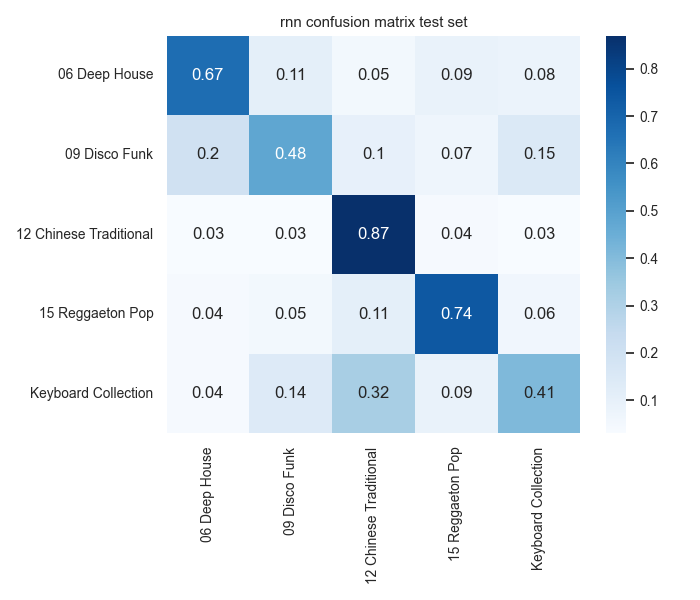 rnn confusion matrix test set
06 Deep House 0.67 0.11 0.05 0.09 0.08
09 Disco Funk 0.2 0.48 0.1 0.07 0.15
12 Chinese Traditional 0.03 0.03 0.87 0.04 0.03
15 Reggaeton Pop 0.04 0.05 0.11 0.74 0.06
Keyboard Collection 0.04 0.14 0.32 0.09 0.41
06 Deep House
09 Disco Funk
12 Chinese Traditional
15 Reggaeton Pop
Keyboard Collection
0.8
0.7
0.6
0.5
0.4
0.3
0.2
0.1